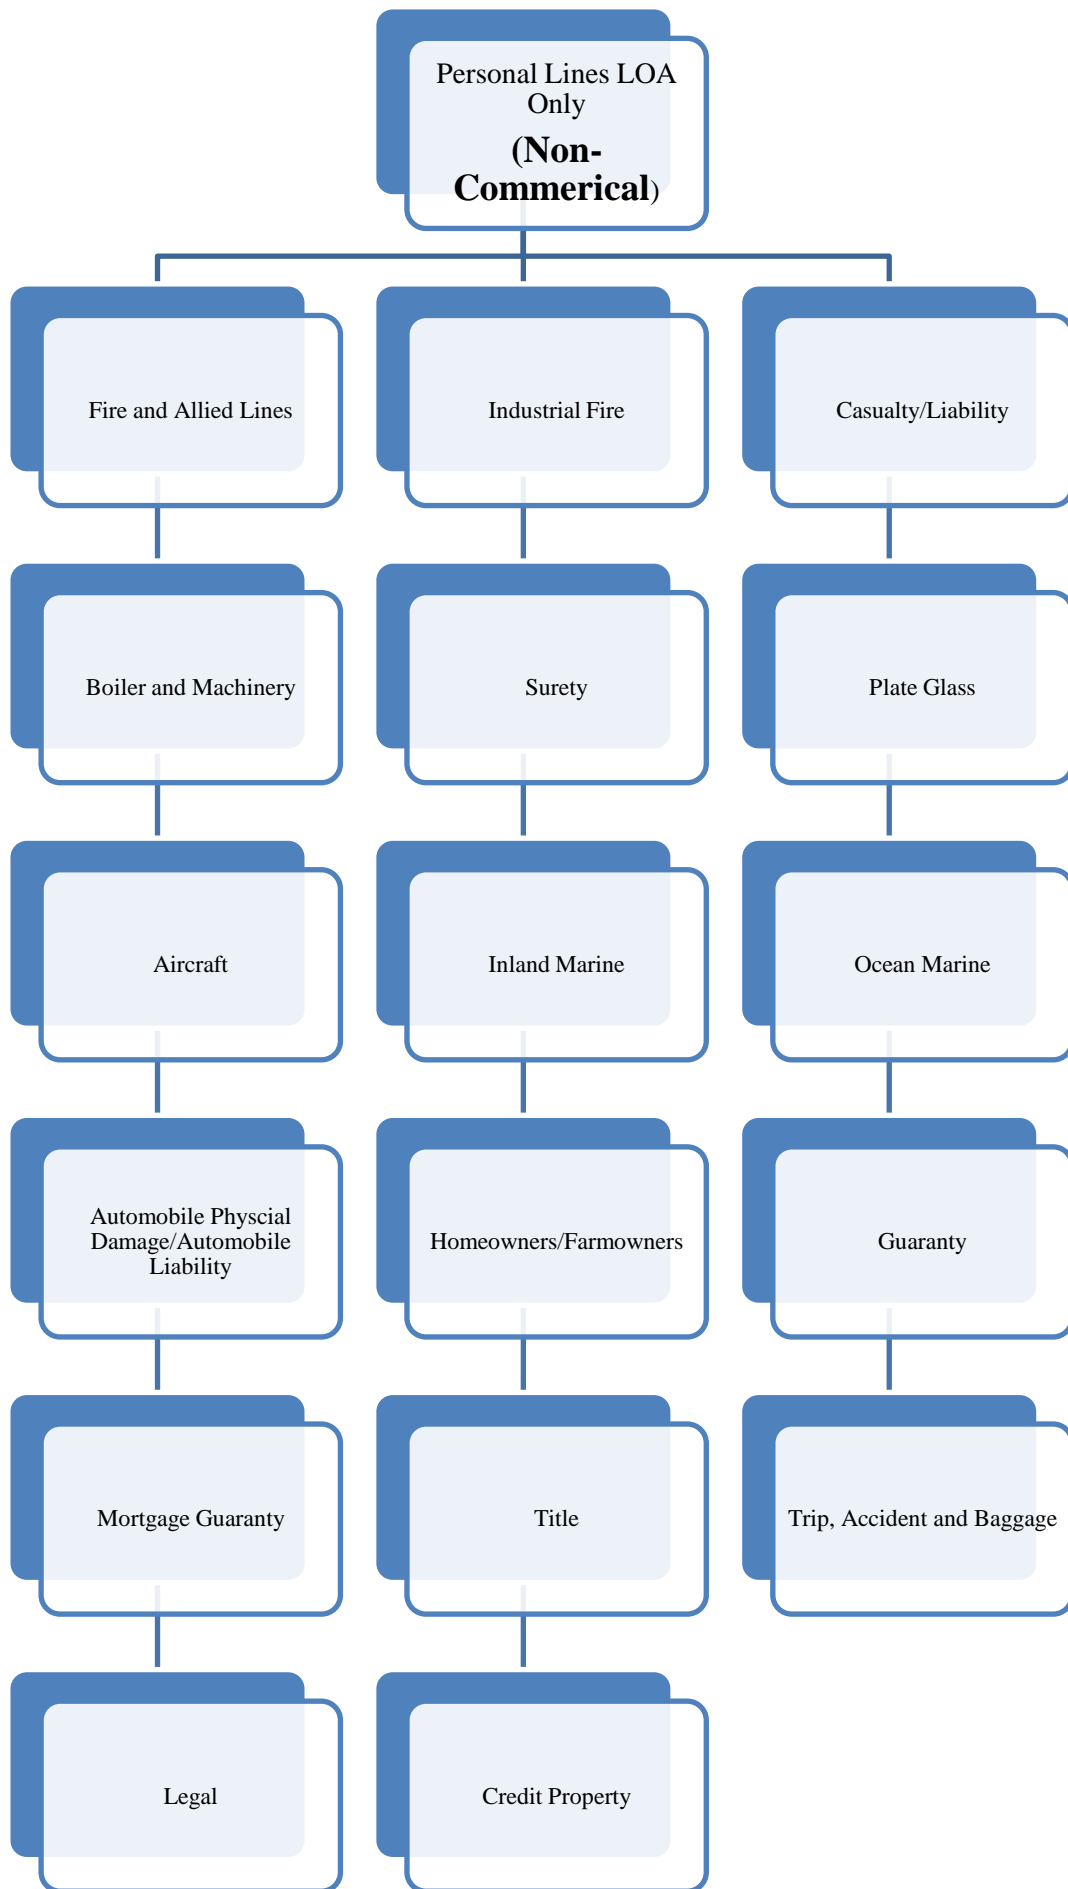 Personal Lines LOA
Only
(Non-
Commerical)
Fire and Allied Lines
Industrial Fire
Casualty/Liability
Boiler and Machinery
Surety
Plate Glass
Aircraft
Inland Marine
Ocean Marine
Automobile Physcial
Damage/Automobile
Liability
Homeowners/Farmowners
Guaranty
Mortgage Guaranty
Title
Trip, Accident and Baggage
Legal
Credit Property